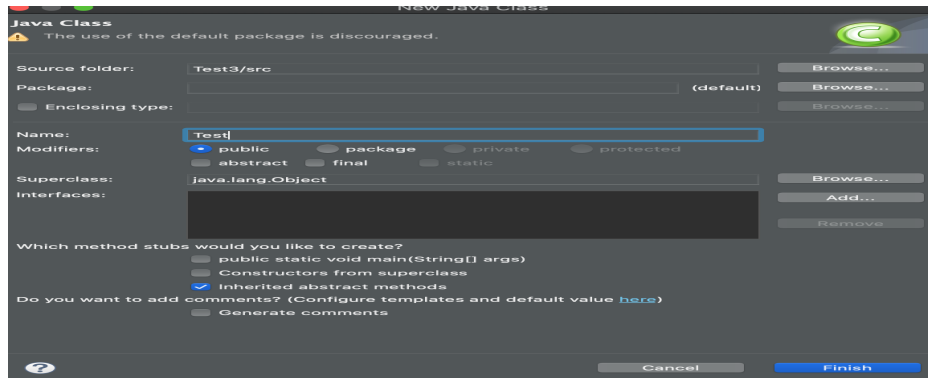 New Java Class
Java Class
The use of the default package is discouraged.
Source folder: Test3/src Browse...
Package: (default) Browse...
Enclosing type: Browse...
Name: Test
Modifiers: public package private protected
abstract final static
Superclass: java.lang.Object Browse...
Interfaces: Add...
Remove
Which method stubs would you like to create?
public static void main(String[] args)
Constructors from superclass
Inherited abstract methods
Do you want to add comments? (Configure templates and default value here)
Generate comments
? Cancel Finish